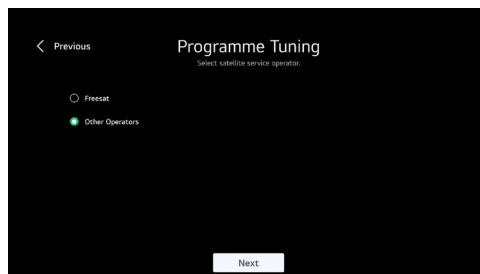 Previous
Programme Tuning
Select satellite service operator.
Freesat
Other Operators
Next